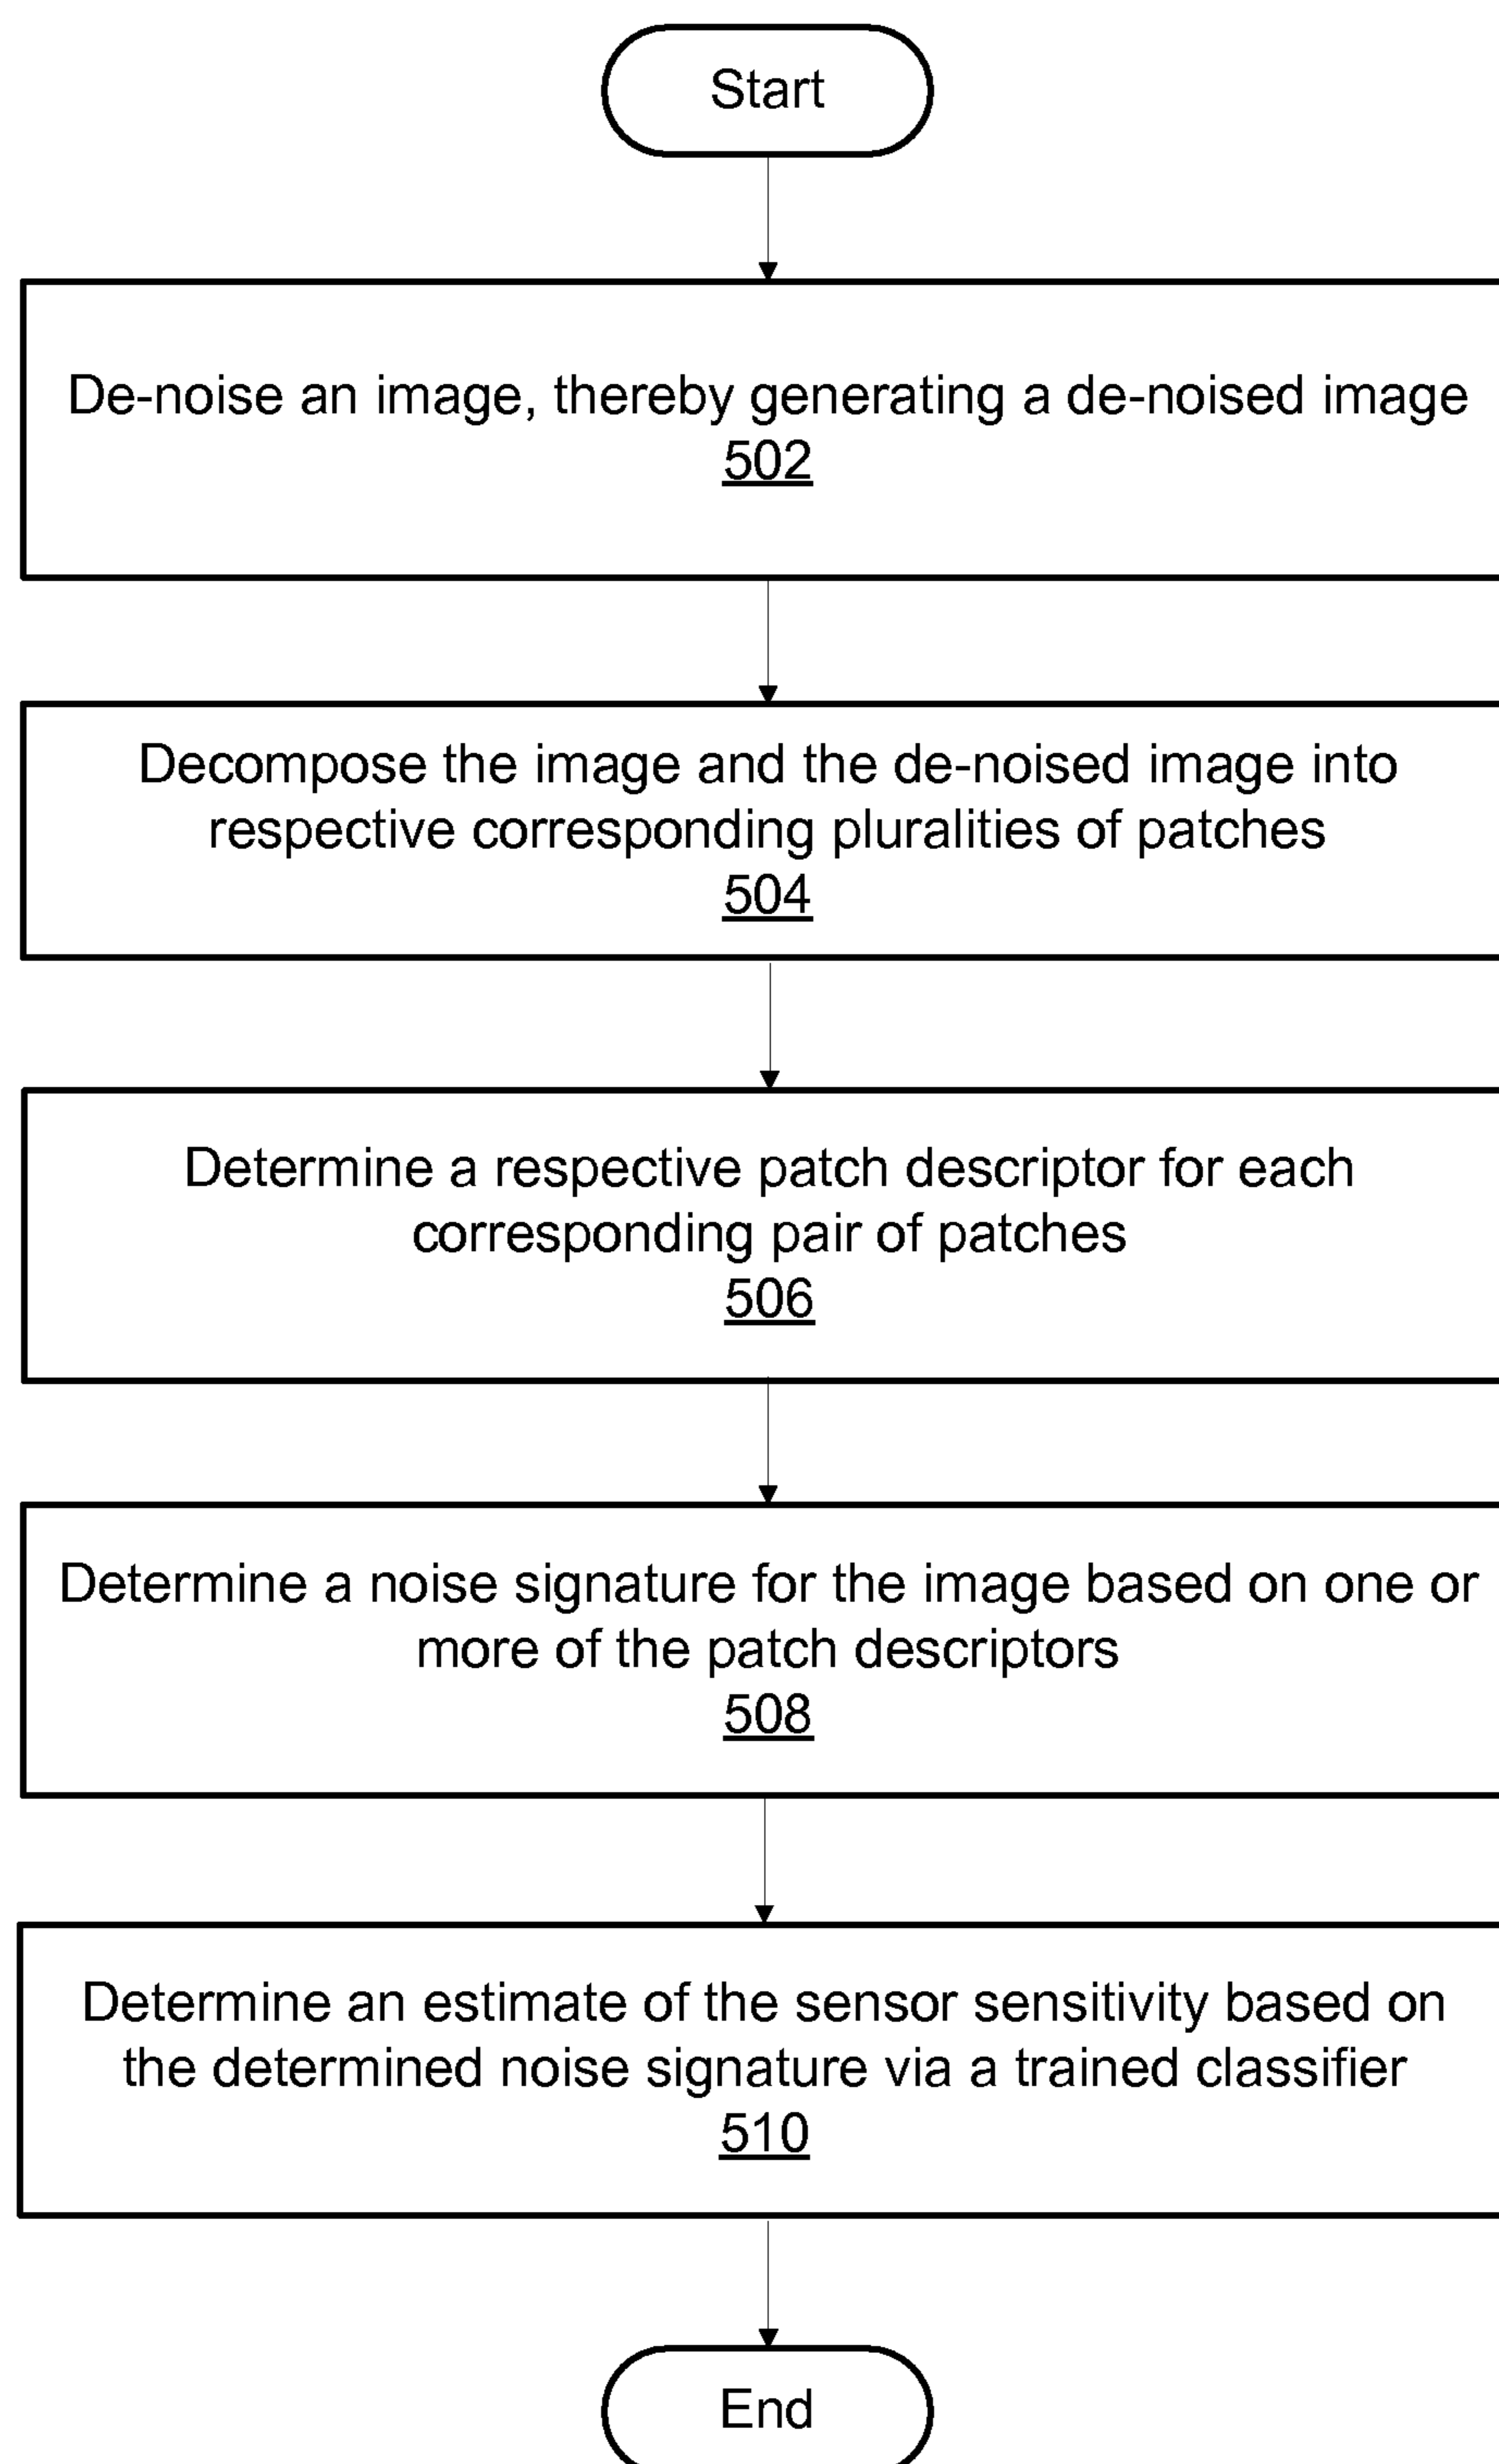 Start
De-noise an image, thereby generating a de-noised image
502
Decompose the image and the de-noised image into
respective corresponding pluralities of patches
504
Determine a respective patch descriptor for each
corresponding pair of patches
506
Determine a noise signature for the image based on one or
more of the patch descriptors
508
Determine an estimate of the sensor sensitivity based on
the determined noise signature via a trained classifier
510
End